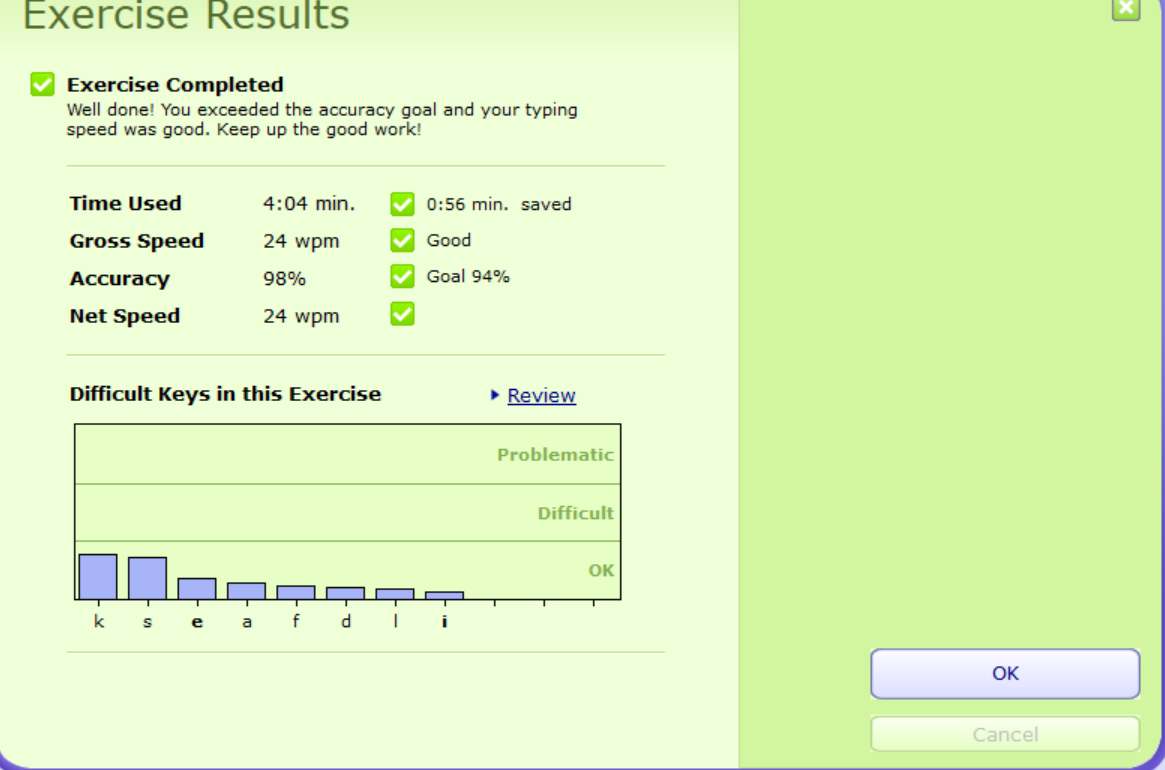 Exercise Results
Exercise Completed
Well done! You exceeded the accuracy goal and your typing
speed was good. Keep up the good work!
Time Used 4:04 min. 0:56 min. saved
Gross Speed 24 wpm Good
Accuracy 98% Goal 94%
Net Speed 24 wpm
Difficult Keys in this Exercise Review
Problematic
Difficult
OK
k s e a f d l i
OK
Cancel